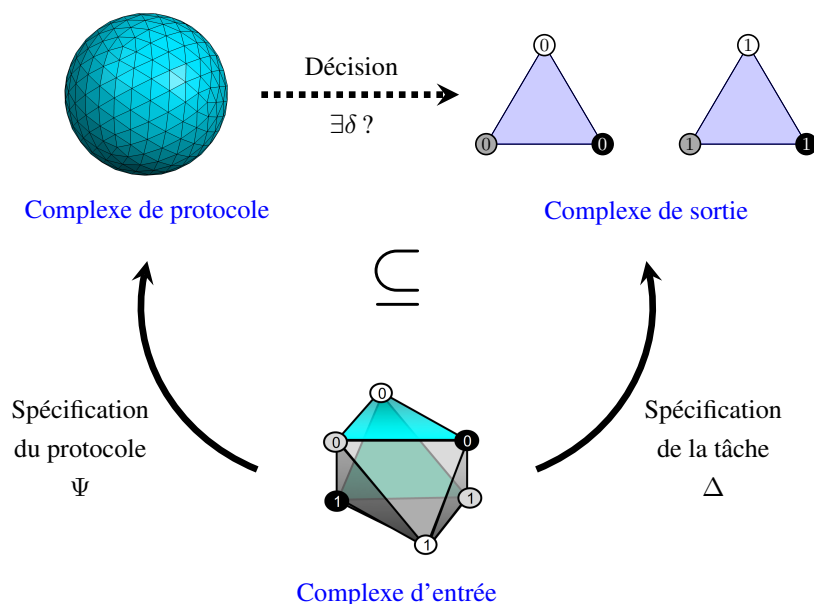 0
1
Décision
∃δ ?
0
0
1
1
Complexe de protocole
Complexe de sortie
⊆
0
Spécification
du protocole
Ψ
0
0
1
1
1
Spécification
de la tâche
Δ
Complexe d'entrée